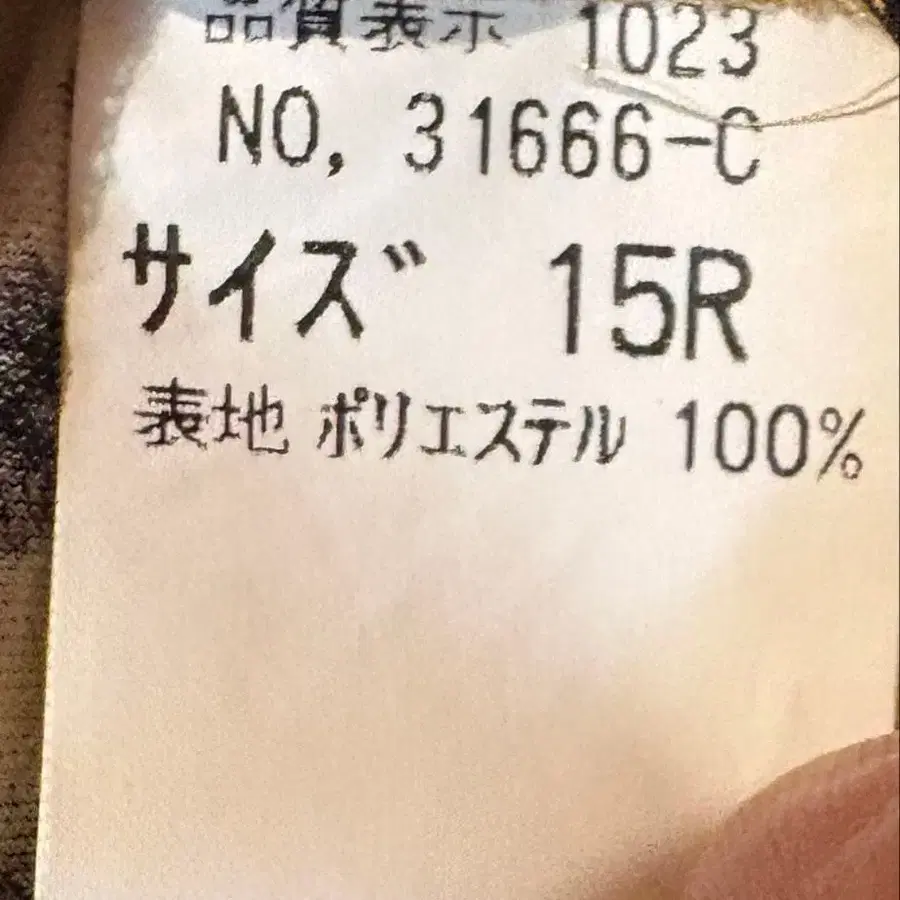 品質表示 1023
NO, 31666-C
サイズ 15R
表地 ポリエステル 100%